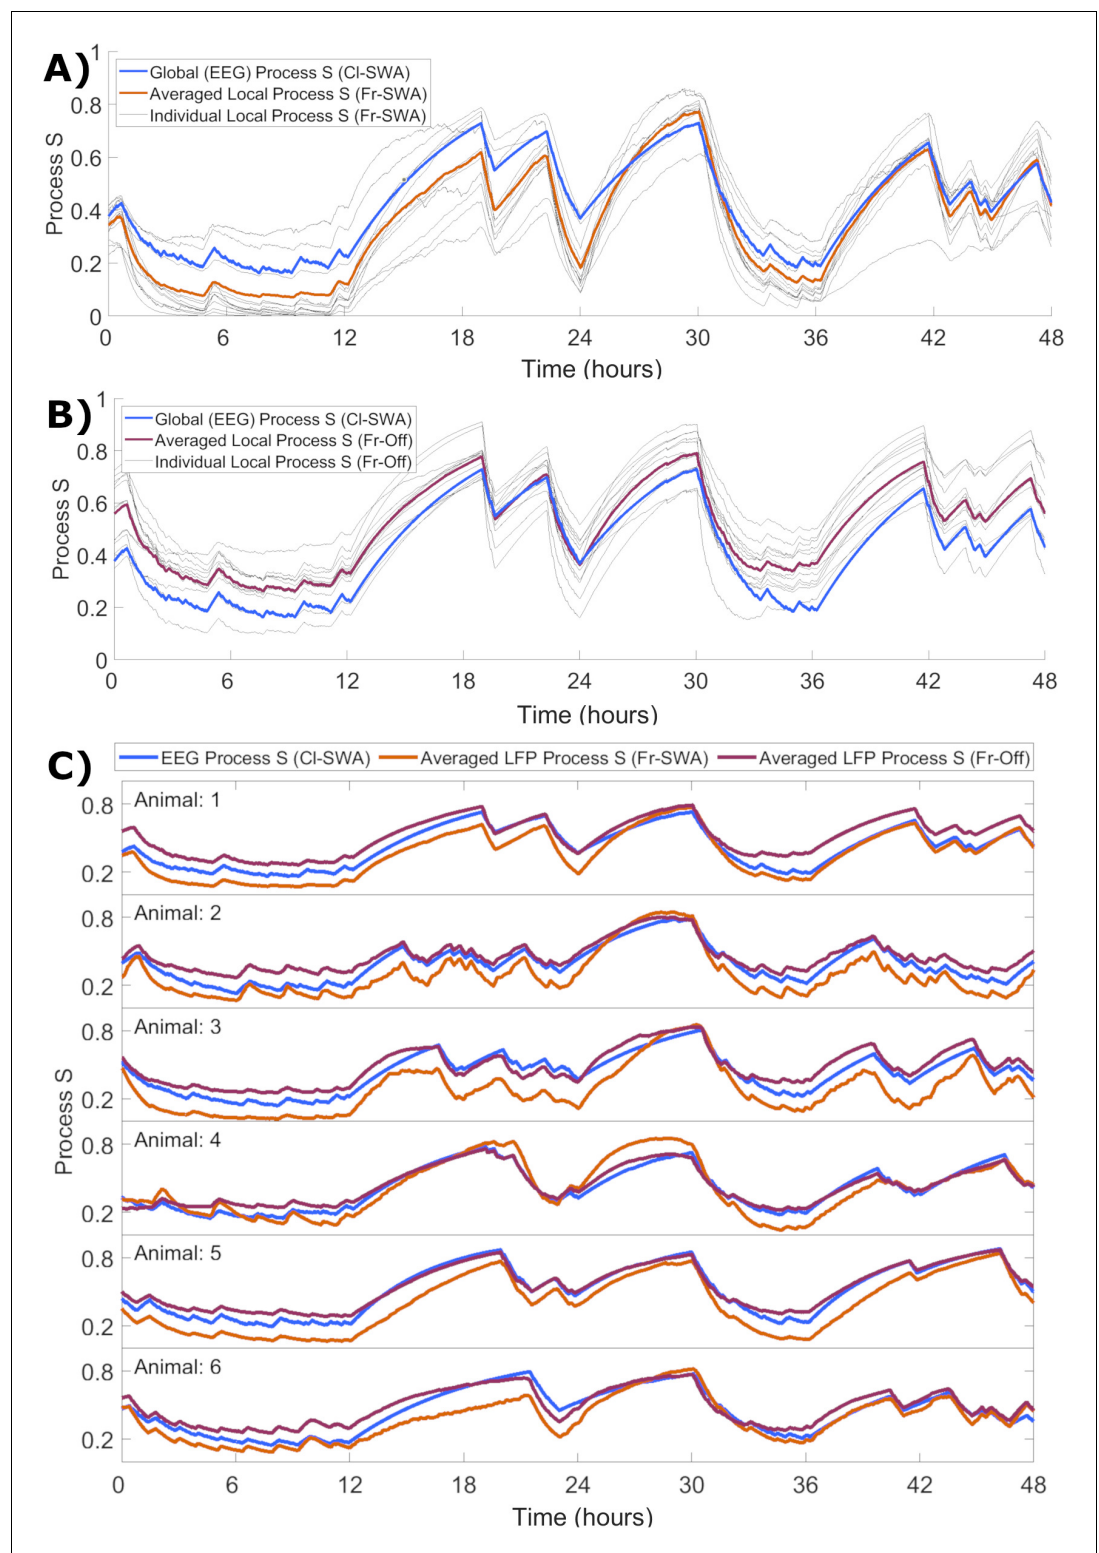 A)
1
Global (EEG) Process S (Cl-SWA)
Averaged Local Process S (Fr-SWA)
Individual Local Process S (Fr-SWA)
0.8
0.6
0.4
0.2
0
Process S
0 6 12 18 24 30 36 42 48
Time (hours)
B)
1
Global (EEG) Process S (Cl-SWA)
Averaged Local Process S (Fr-Off)
Individual Local Process S (Fr-Off)
0.8
0.6
0.4
0.2
0
Process S
0 6 12 18 24 30 36 42 48
Time (hours)
C)
EEG Process S (Cl-SWA) Averaged LFP Process S (Fr-SWA) Averaged LFP Process S (Fr-Off)
Animal: 1
0.8
0.2
Animal: 2
0.8
0.2
Animal: 3
0.8
0.2
Process S
Animal: 4
0.8
0.2
Animal: 5
0.8
0.2
Animal: 6
0.8
0.2
0 6 12 18 24 30 36 42 48
Time (hours)